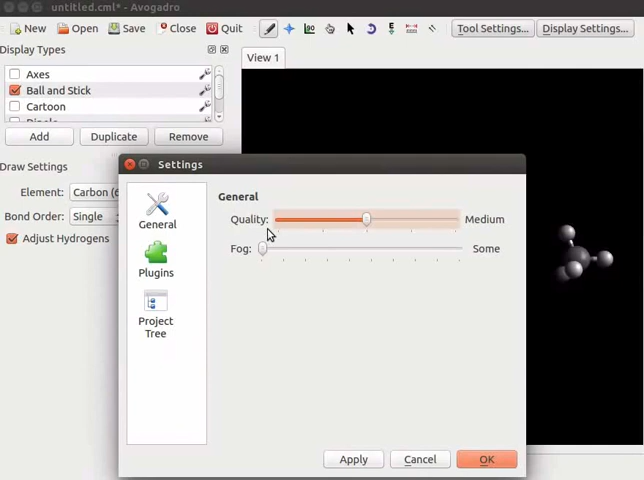 untitled.cml* - Avogadro
New Open Save Close Quit Tool Settings... Display Settings...
Display Types
View 1
Axes
Ball and Stick
Cartoon
Add Duplicate Remove
Draw Settings
Element: Carbon (6
Bond Order: Single
Adjust Hydrogens
Settings
General
Plugins
Project
Tree
General
Quality: Medium
Fog: Some
Apply Cancel OK